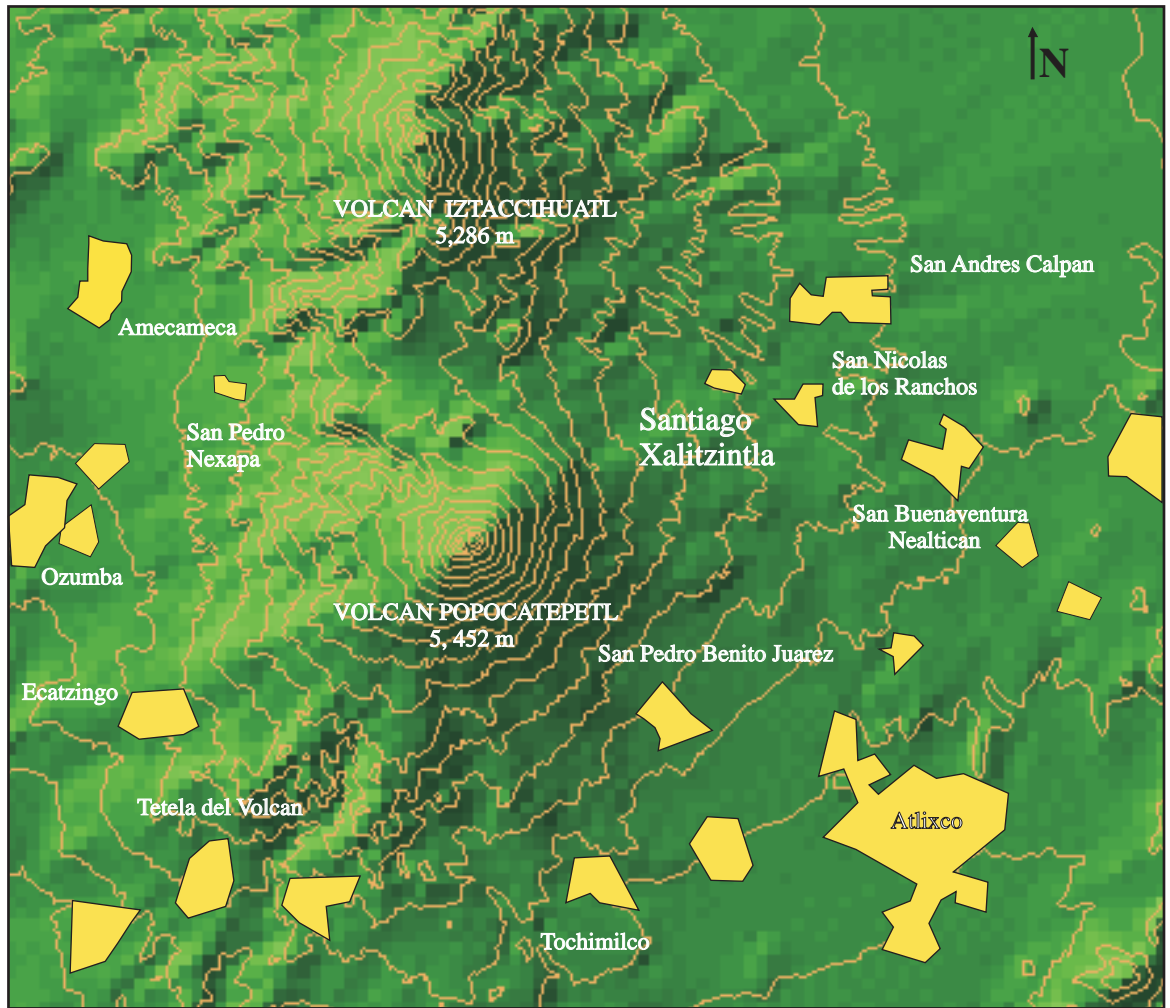 N
VOLCAN IZTACCIHUATL
5,286 m
San Andres Calpan
Amecameca
San Nicolas
de los Ranchos
Santiago
Xalitzintla
San Pedro
Nexapa
San Buenaventura
Nealtican
Ozumba
VOLCAN POPOCATEPETL
5, 452 m
San Pedro Benito Juarez
Ecatzingo
Tetela del Volcan
Atlixco
Tochimilco